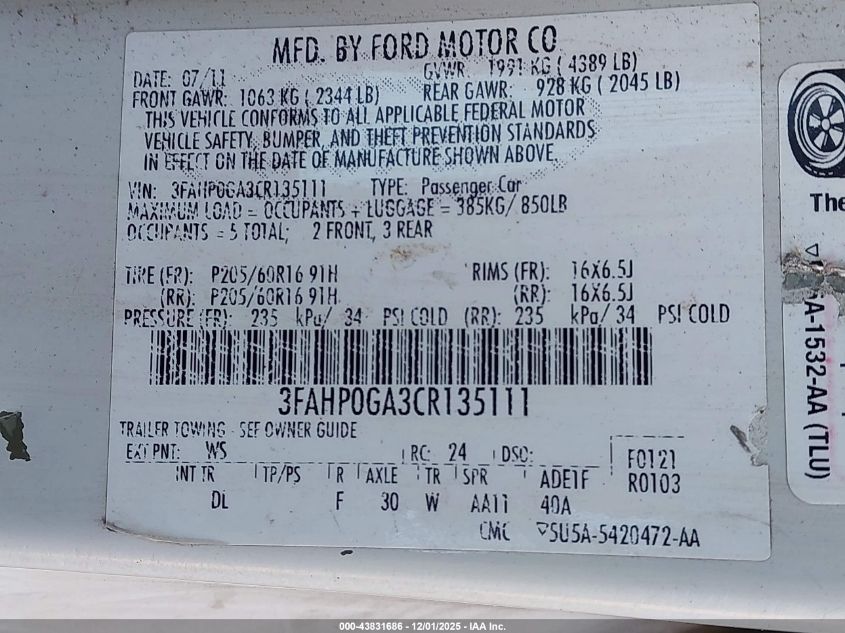 MFD. BY FORD MOTOR CO
DATE: 07/11 GVWR: 1991 KG ( 4389 LB)
FRONT GAWR: 1063 KG ( 2344 LB) REAR GAWR: 928 KG ( 2045 LB)
THIS VEHICLE CONFORMS TO ALL APPLICABLE FEDERAL MOTOR
VEHICLE SAFETY, BUMPER, AND THEFT PREVENTION STANDARDS
IN EFFECT ON THE DATE OF MANUFACTURE SHOWN ABOVE.
VIN: 3FAHP0GA3CR135111 TYPE: Passenger Car
MAXIMUM LOAD = OCCUPANTS + LUGGAGE = 385KG/ 850LB
OCCUPANTS = 5 TOTAL; 2 FRONT, 3 REAR
TIRE (FR): P205/60R16 91H RIMS (FR): 16X6.5J
(RR): P205/60R16 91H (RR): 16X6.5J
PRESSURE (FR): 235 kPa/ 34 PSI COLD (RR): 235 kPa/ 34 PSI COLD
3FAHP0GA3CR135111
TRAILER TOWING - SEE OWNER GUIDE
EXT PNT: WS RC: 24 DSO: F0121
INT TR TP/PS R AXLE TR SPR ADE1F R0103
DL F 30 W AA11 40A
CMC ▽5U5A-5420472-AA
The
A-1532-AA (TLU)
000-43831686 - 12/01/2025 - IAA Inc.